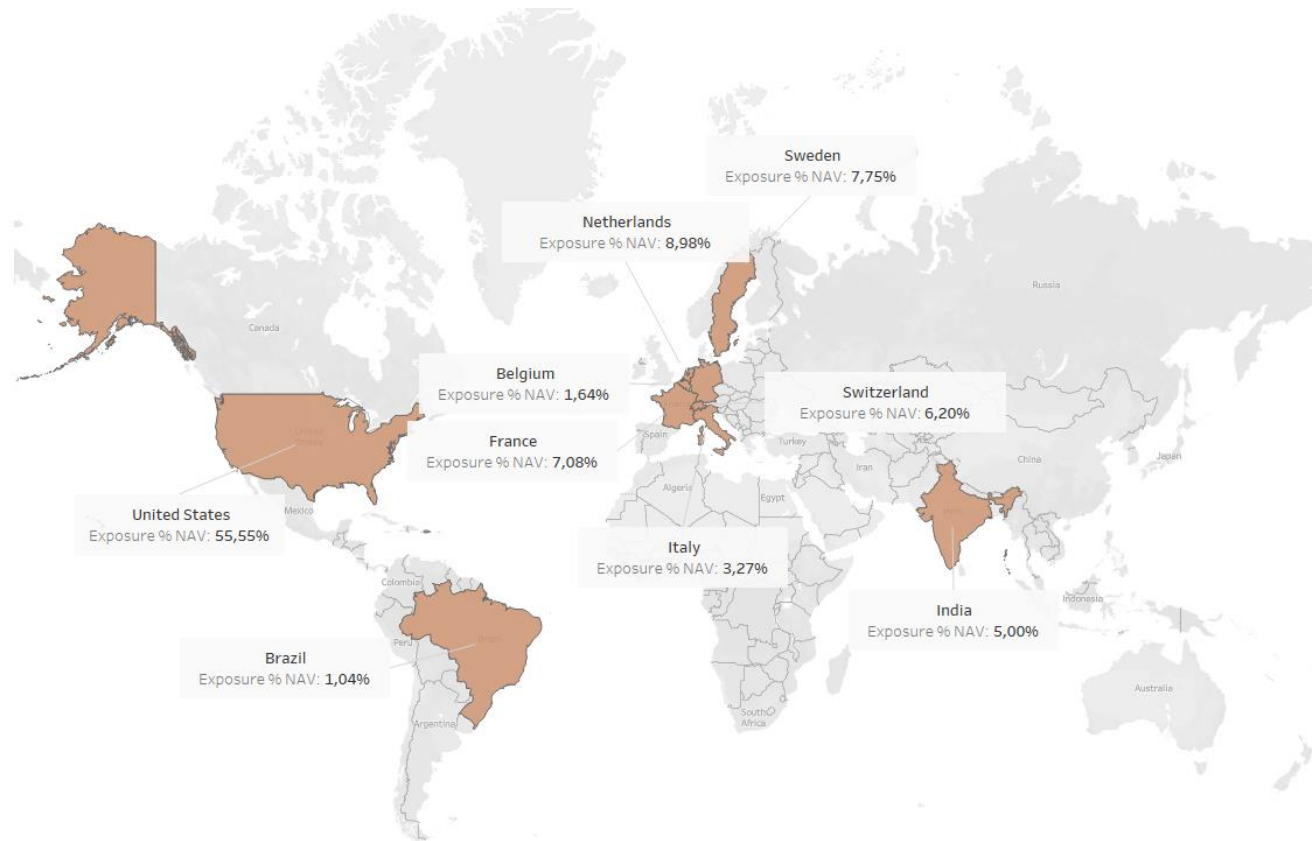 Sweden
Exposure % NAV: 7,75%
Netherlands
Exposure % NAV: 8,98%
Russia
Canada
Belgium
Exposure % NAV: 1,64%
Switzerland
Exposure % NAV: 6,20%
France
Exposure % NAV: 7,08%
Spain
Turkey
Iran
China
Japan
Algeria
Egypt
United States
Exposure % NAV: 55,55%
Mexico
Italy
Exposure % NAV: 3,27%
India
Exposure % NAV: 5,00%
Colombia
Indonesia
Peru
Brazil
Brazil
Exposure % NAV: 1,04%
Australia
South
Africa
Argentina